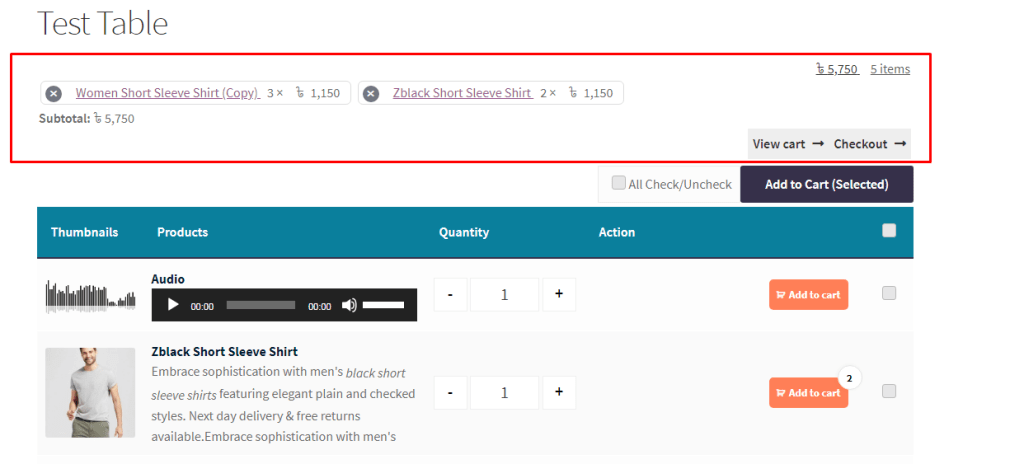 Test Table
৳ 5,750 5 items
Women Short Sleeve Shirt (Copy) 3 × ৳ 1,150 Zblack Short Sleeve Shirt 2 × ৳ 1,150
Subtotal: ৳ 5,750
View cart → Checkout →
All Check/Uncheck Add to Cart (Selected)
Thumbnails Products Quantity Action
Audio
00:00 00:00 - 1 + Add to cart
Zblack Short Sleeve Shirt
Embrace sophistication with men's black short
sleeve shirts featuring elegant plain and checked
styles. Next day delivery & free returns
available.Embrace sophistication with men's
- 1 + Add to cart 2